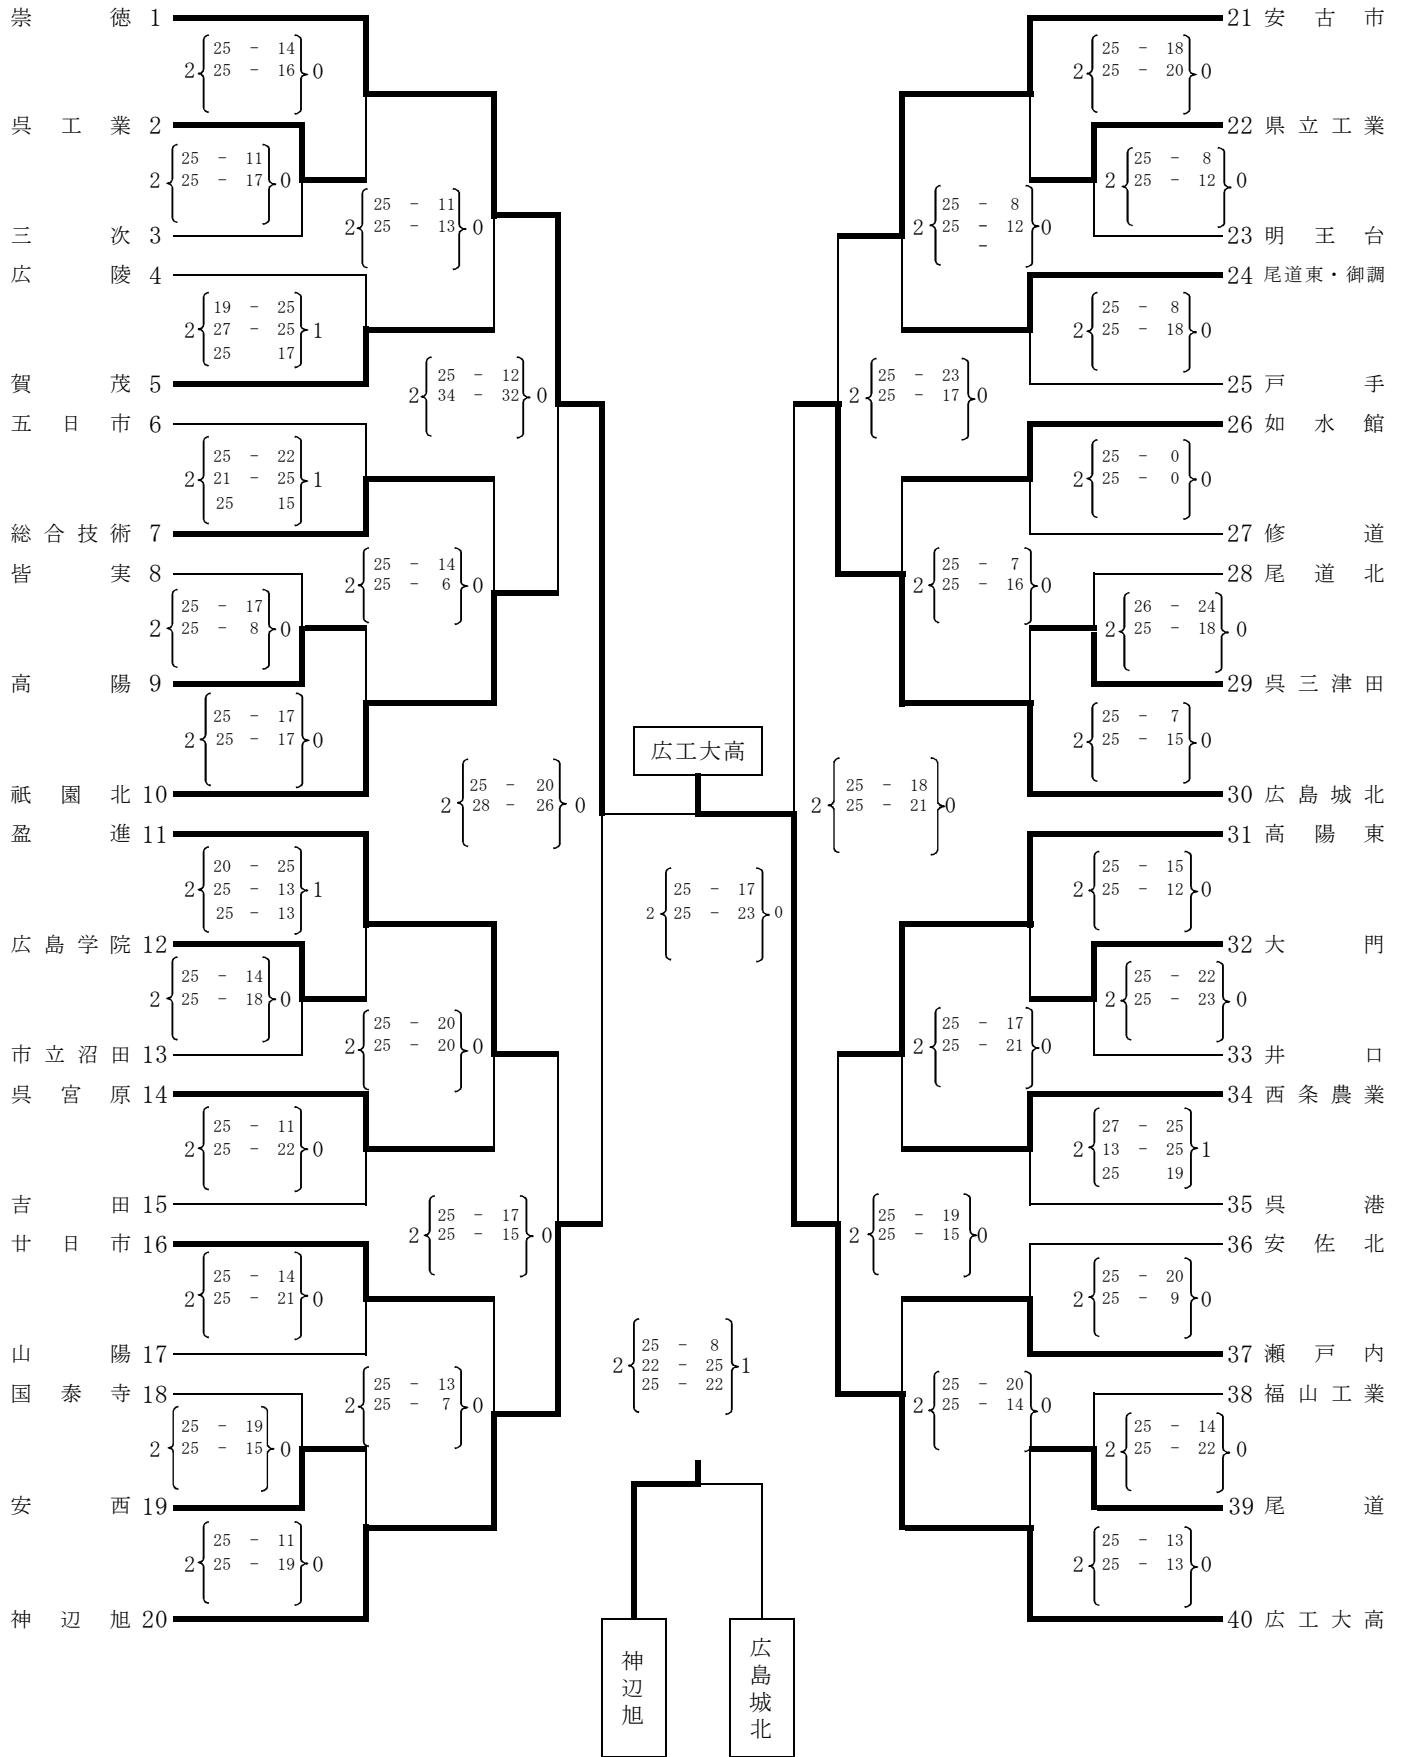 崇徳 1
25 - 14
2 25 - 16 0
呉工業 2
25 - 11
2 25 - 17 0
三次 3
25 - 11
2 25 - 13 0
広陵 4
19 - 25
2 27 - 25 1
25 17
賀茂 5
25 - 12
2 34 - 32 0
五日市 6
25 - 22
2 21 - 25 1
25 15
総合技術 7
皆実 8
25 - 14
2 25 - 6 0
25 - 17
2 25 - 8 0
高陽 9
25 - 17
2 25 - 17 0
祇園北 10
25 - 20
2 28 - 26 0
盈進 11
20 - 25
2 25 - 13 1
25 - 13
広島学院 12
25 - 14
2 25 - 18 0
市立沼田 13
25 - 20
2 25 - 20 0
呉宮原 14
25 - 11
2 25 - 22 0
吉田 15
25 - 17
2 25 - 15 0
廿日市 16
25 - 14
2 25 - 21 0
山陽 17
国泰寺 18
25 - 13
2 25 - 7 0
25 - 19
2 25 - 15 0
安西 19
25 - 11
2 25 - 19 0
神辺旭 20
広工大高
25 - 17
2 25 - 23 0
25 - 8
2 22 - 25 1
25 - 22
神辺旭
広島城北
21 安古市
25 - 18
2 25 - 20 0
22 県立工業
25 - 8
2 25 - 12 0
23 明王台
25 - 8
2 25 - 12 0
-
24 尾道東・御調
25 - 8
2 25 - 18 0
25 戸手
25 - 23
2 25 - 17 0
26 如水館
25 - 0
2 25 - 0 0
27 修道
28 尾道北
25 - 7
2 25 - 16 0
26 - 24
2 25 - 18 0
29 呉三津田
25 - 7
2 25 - 15 0
30 広島城北
25 - 18
2 25 - 21 0
31 高陽東
25 - 15
2 25 - 12 0
32 大門
25 - 22
2 25 - 23 0
33 井口
25 - 17
2 25 - 21 0
34 西条農業
27 - 25
2 13 - 25 1
25 19
35 呉港
25 - 19
2 25 - 15 0
36 安佐北
25 - 20
2 25 - 9 0
37 瀬戸内
38 福山工業
25 - 20
2 25 - 14 0
25 - 14
2 25 - 22 0
39 尾道
25 - 13
2 25 - 13 0
40 広工大高